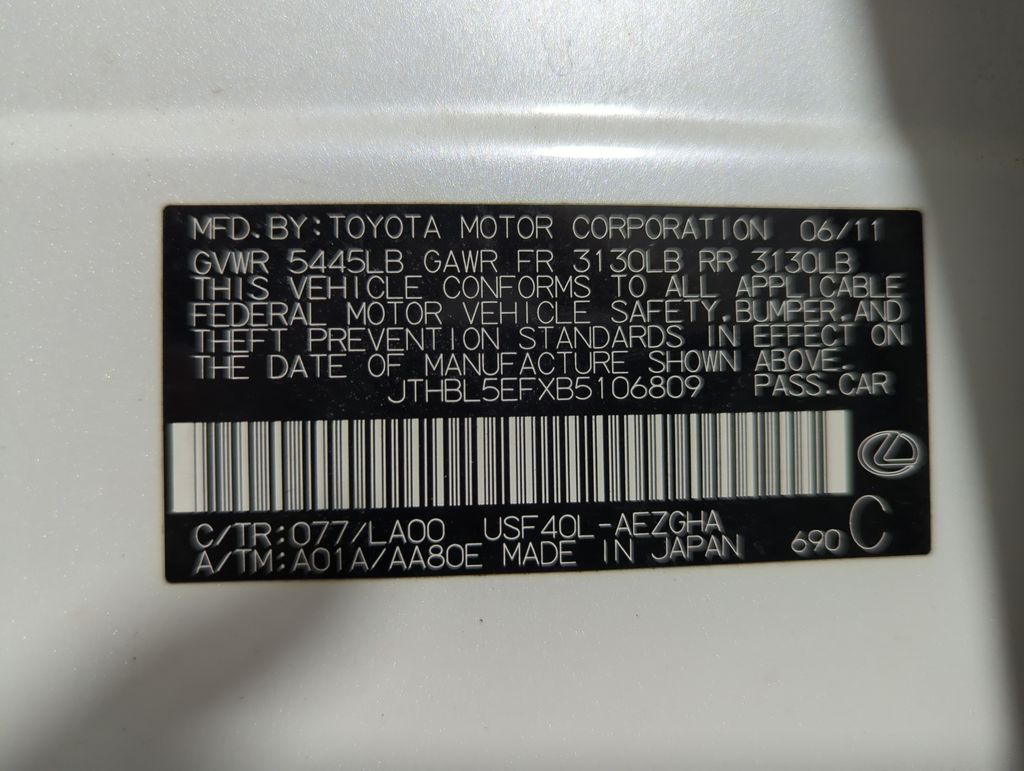 MFD. BY: TOYOTA MOTOR CORPORATION 06/11
GVWR 5445LB GAWR FR 3130LB RR 3130LB
THIS VEHICLE CONFORMS TO ALL APPLICABLE
FEDERAL MOTOR VEHICLE SAFETY, BUMPER, AND
THEFT PREVENTION STANDARDS IN EFFECT ON
THE DATE OF MANUFACTURE SHOWN ABOVE.
JTHBL5EFXB5106809 PASS. CAR
C/TR: 077/LA00 USF40L-AEZGHA
A/TM: A01A/AA80E MADE IN JAPAN 690 C